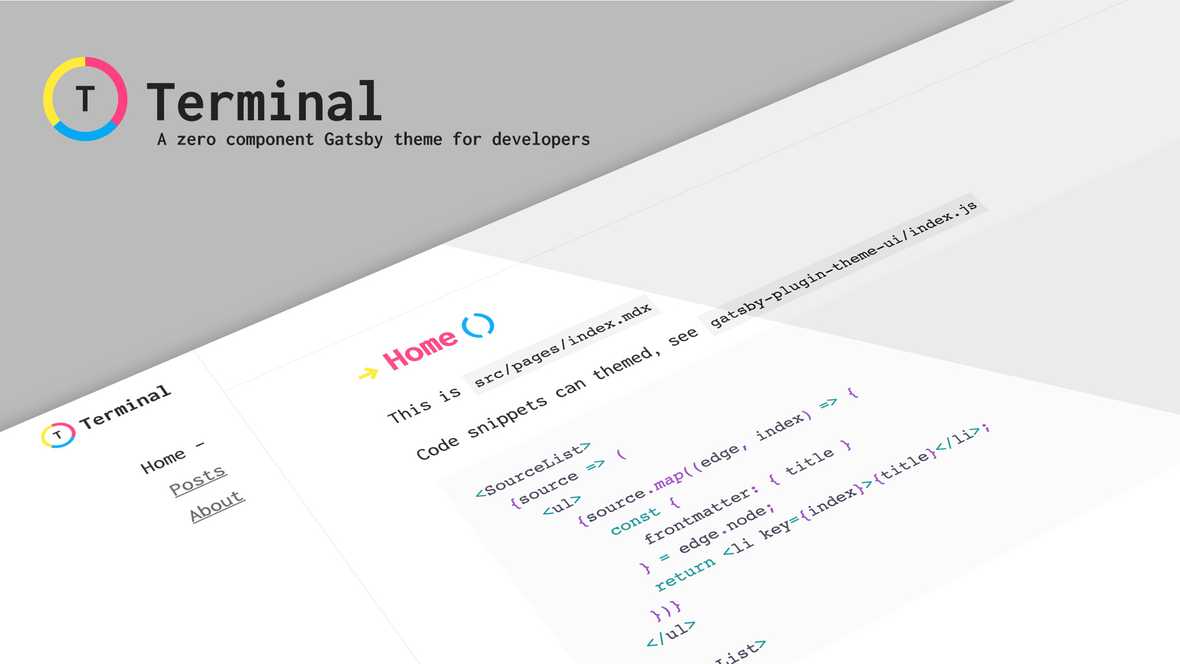 T
Terminal
A zero component Gatsby theme for developers
T Terminal
Home -
Posts
About
→ Home ()
This is src/pages/index.mdx
Code snippets can themed, see gatsby-plugin-theme-ui/index.js
<SourceList>
{source => (
<ul>
{source.map((edge, index) => {
const {
frontmatter: { title }
} = edge.node;
return <li key={index}>{title}</li>;
})}
</ul>
List>